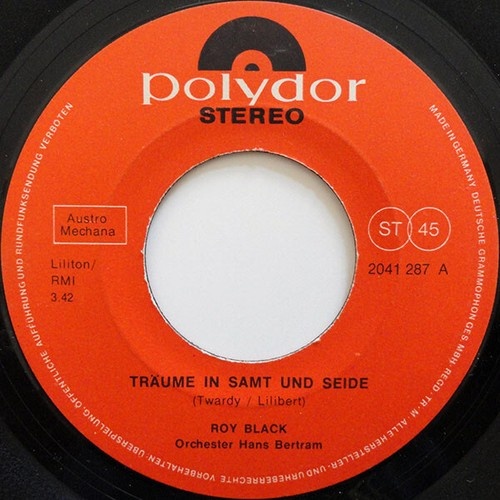 polydor
STEREO
Austro
Mechana
Liliton/
RMI
3.42
ST 45
2041 287 A
TRÄUME IN SAMT UND SEIDE
(Twardy / Lilibert)
ROY BLACK
Orchester Hans Bertram
MADE IN GERMANY. DEUTSCHE GRAMMOPHON GES. MBH · REGD TR-M. ALLE HERSTELLER- UND URHEBERRECHTE VORBEHALTEN · ÜBERSPIELUNG, ÖFFENTLICHE AUFFÜHRUNG UND RUNDFUNKSENDUNG VERBOTEN